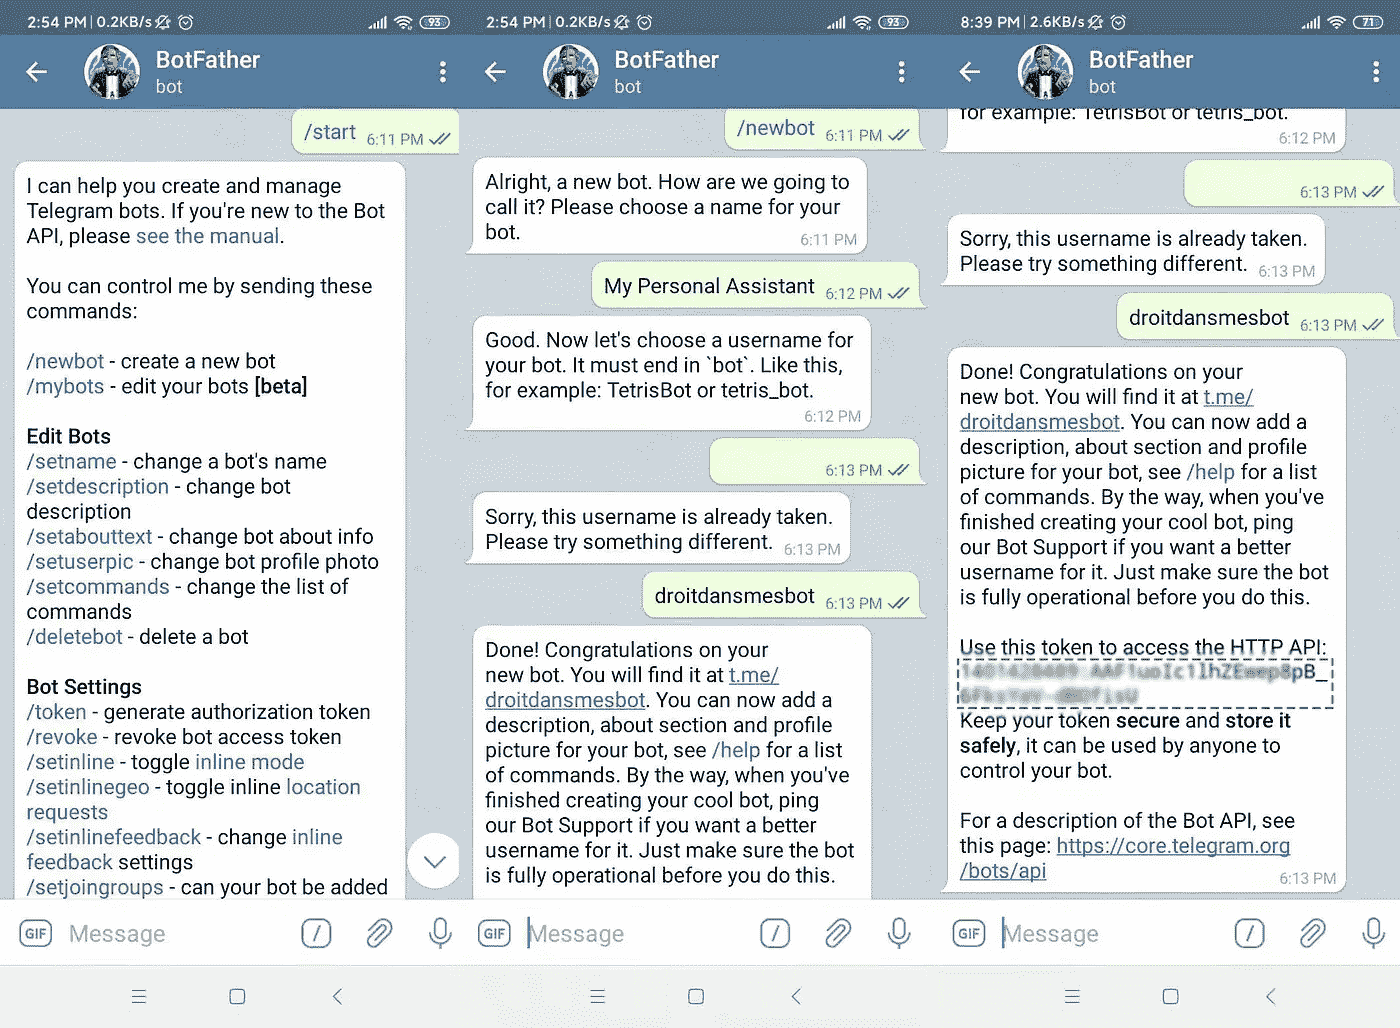 2:54 PM | 0.2KB/s
93
BotFather
bot
/start 6:11 PM
I can help you create and manage
Telegram bots. If you're new to the Bot
API, please see the manual.
You can control me by sending these
commands:
/newbot - create a new bot
/mybots - edit your bots [beta]
Edit Bots
/setname - change a bot's name
/setdescription - change bot
description
/setabouttext - change bot about info
/setuserpic - change bot profile photo
/setcommands - change the list of
commands
/deletebot - delete a bot
Bot Settings
/token - generate authorization token
/revoke - revoke bot access token
/setinline - toggle inline mode
/setinlinegeo - toggle inline location
requests
/setinlinefeedback - change inline
feedback settings
/setjoingroups - can your bot be added
GIF Message
2:54 PM | 0.2KB/s
93
BotFather
bot
/newbot 6:11 PM
Alright, a new bot. How are we going to
call it? Please choose a name for your
bot.
6:11 PM
My Personal Assistant 6:12 PM
Good. Now let's choose a username for
your bot. It must end in `bot`. Like this,
for example: TetrisBot or tetris_bot.
6:12 PM
6:13 PM
Sorry, this username is already taken.
Please try something different. 6:13 PM
droitdansmesbot 6:13 PM
Done! Congratulations on your
new bot. You will find it at t.me/
droitdansmesbot. You can now add a
description, about section and profile
picture for your bot, see /help for a list
of commands. By the way, when you've
finished creating your cool bot, ping
our Bot Support if you want a better
username for it. Just make sure the bot
is fully operational before you do this.
GIF Message
8:39 PM | 2.6KB/s
71
BotFather
bot
for example: TetrisBot or tetris_bot.
6:12 PM
6:13 PM
Sorry, this username is already taken.
Please try something different. 6:13 PM
droitdansmesbot 6:13 PM
Done! Congratulations on your
new bot. You will find it at t.me/
droitdansmesbot. You can now add a
description, about section and profile
picture for your bot, see /help for a list
of commands. By the way, when you've
finished creating your cool bot, ping
our Bot Support if you want a better
username for it. Just make sure the bot
is fully operational before you do this.
Use this token to access the HTTP API:
Keep your token secure and store it
safely, it can be used by anyone to
control your bot.
For a description of the Bot API, see
this page: https://core.telegram.org
/bots/api
6:13 PM
GIF Message